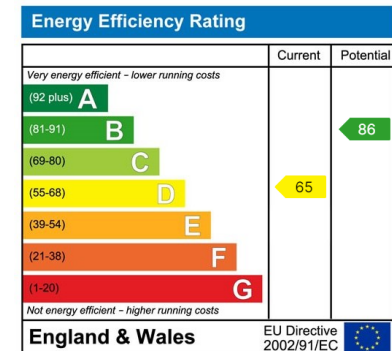 Energy Efficiency Rating
Current Potential
Very energy efficient – lower running costs
(92 plus) A
(81-91) B 86
(69-80) C
(55-68) D 65
(39-54) E
(21-38) F
(1-20) G
Not energy efficient – higher running costs
England & Wales
EU Directive
2002/91/EC